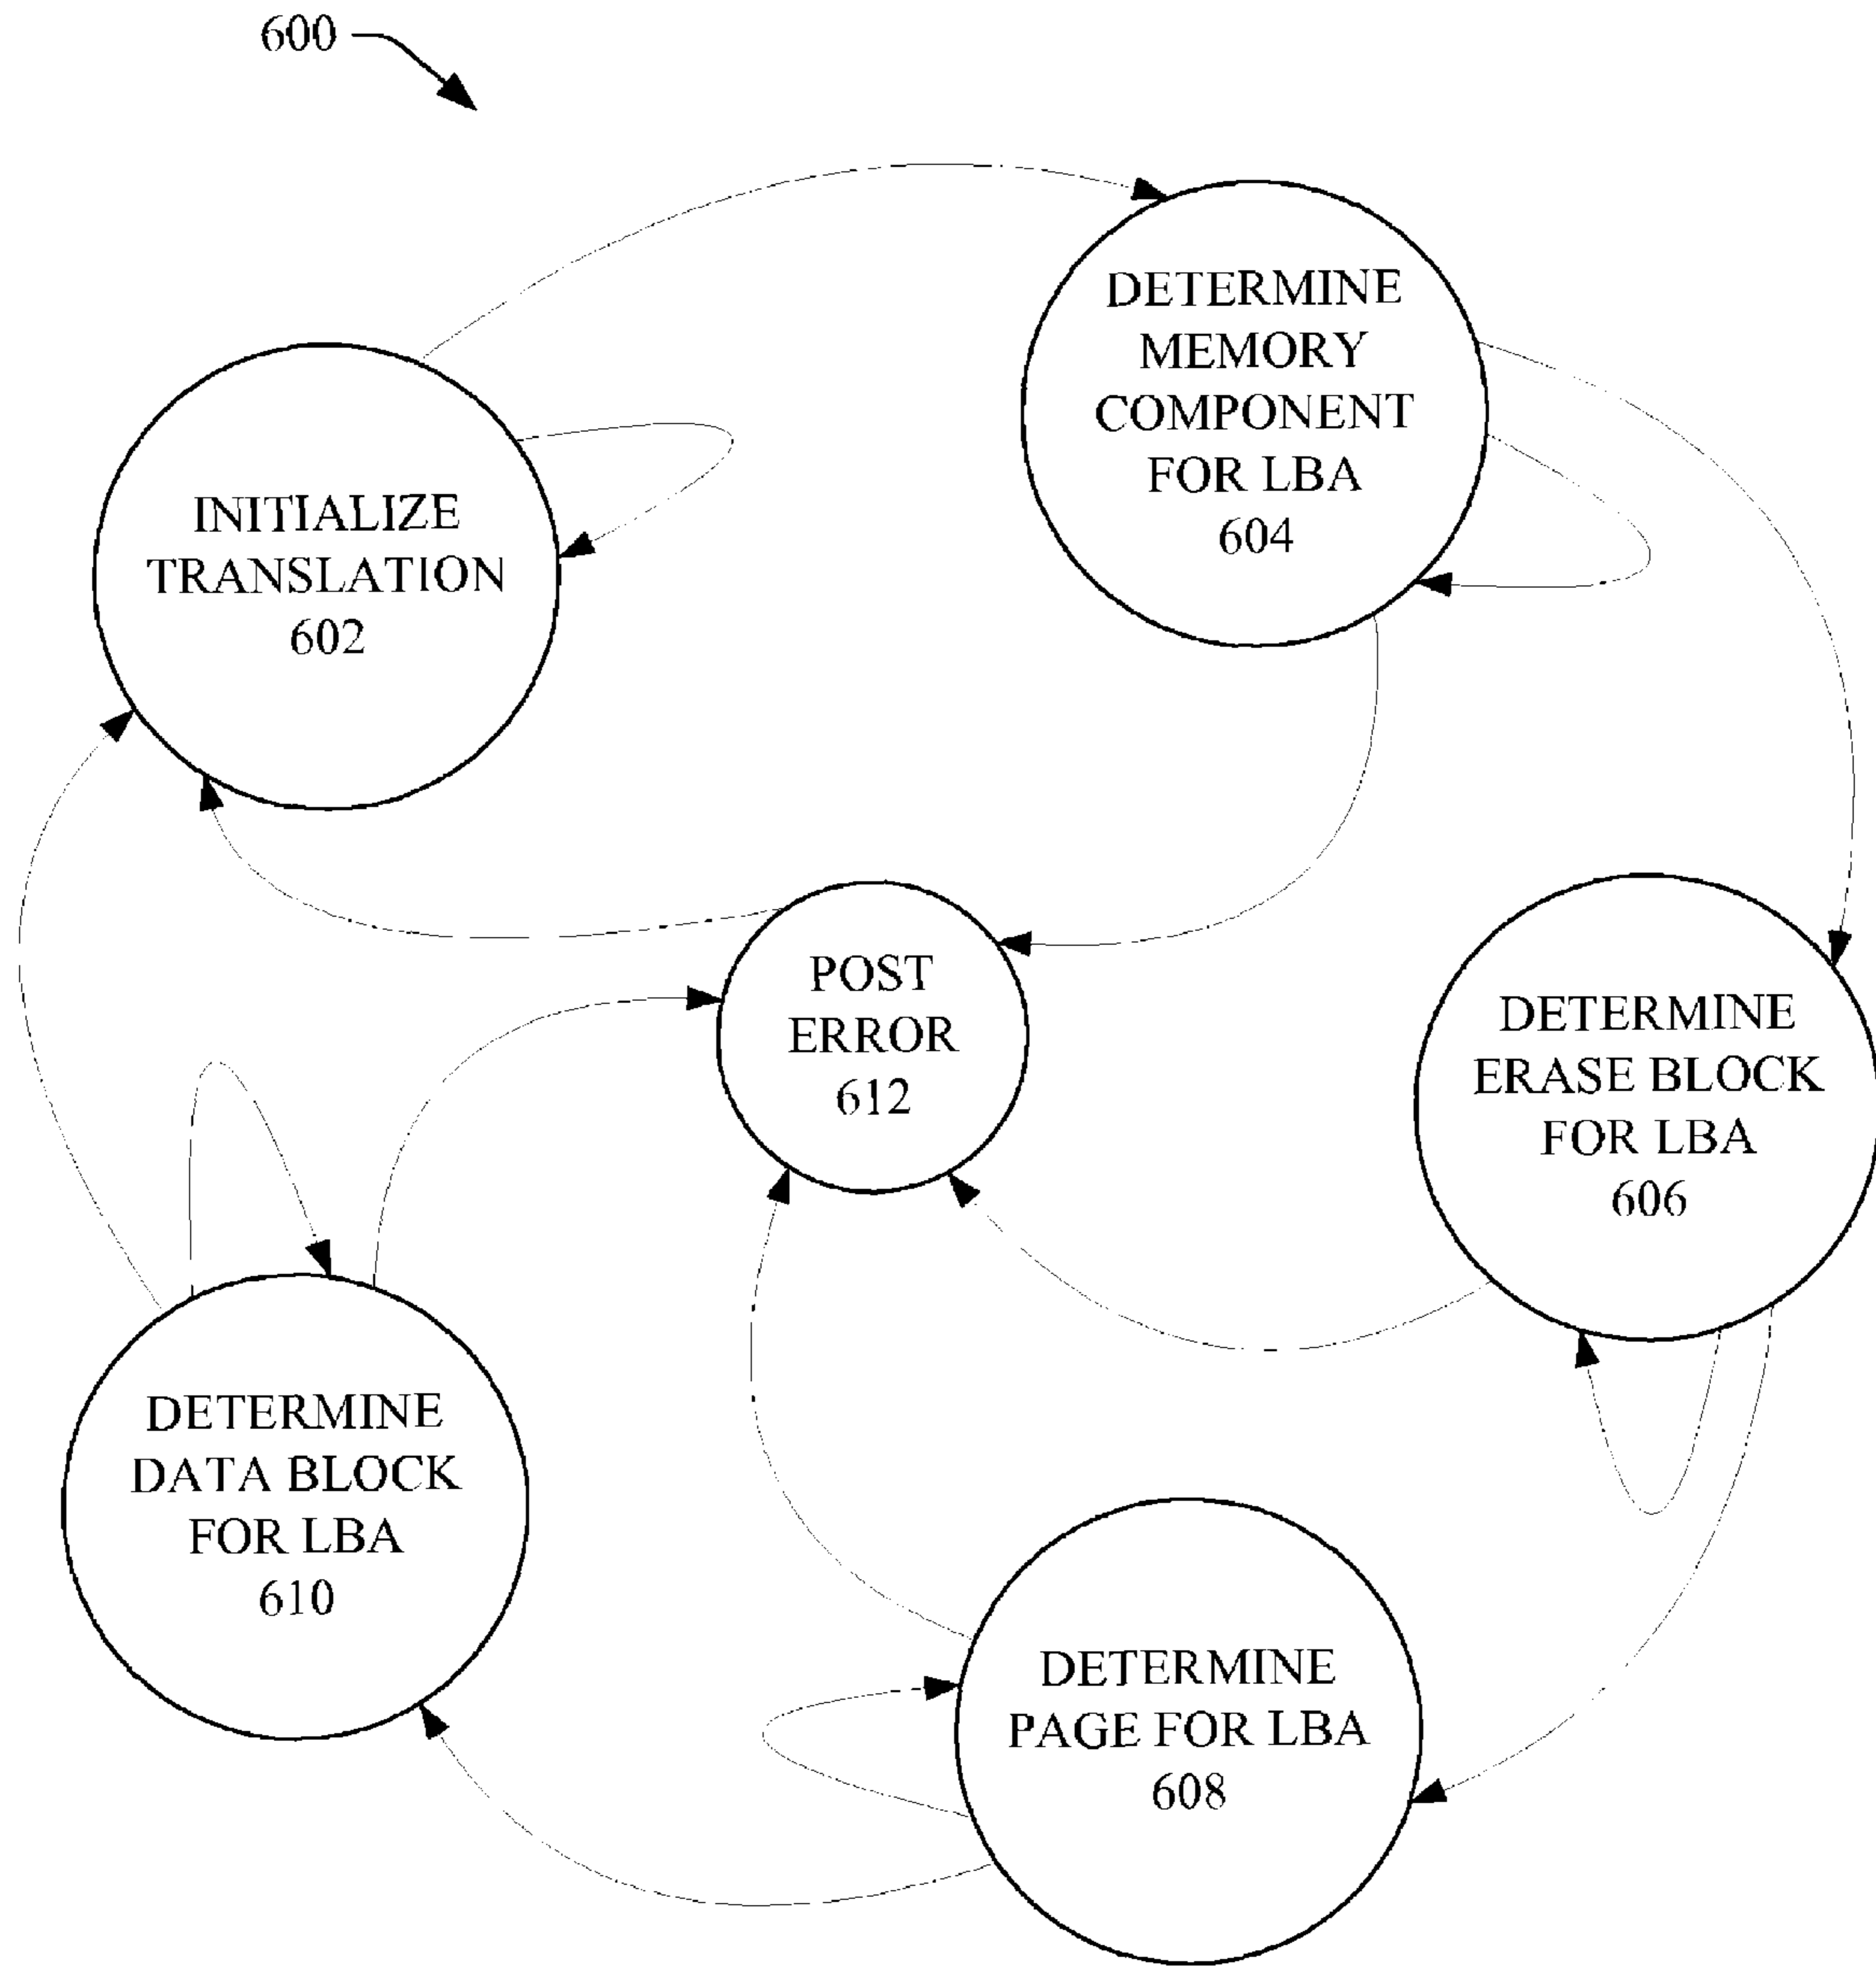 600
DETERMINE
MEMORY
COMPONENT
FOR LBA
604
INITIALIZE
TRANSLATION
602
POST
ERROR
612
DETERMINE
ERASE BLOCK
FOR LBA
606
DETERMINE
DATA BLOCK
FOR LBA
610
DETERMINE
PAGE FOR LBA
608